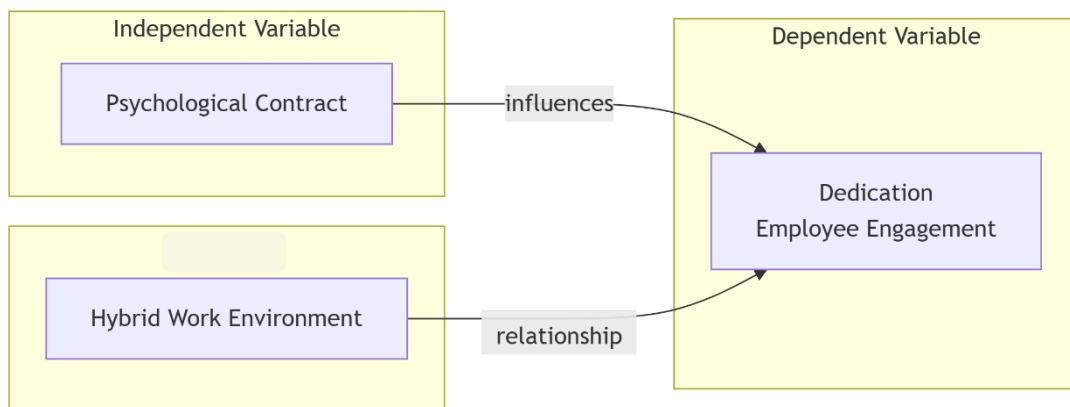 Independent Variable
Psychological Contract
influences
Dependent Variable
Dedication
Employee Engagement
Hybrid Work Environment
relationship